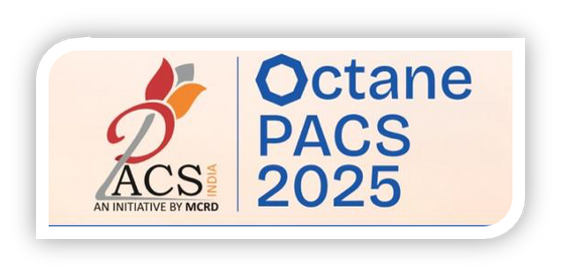 PACS
INDIA
AN INITIATIVE BY MCRD
Octane
PACS
2025